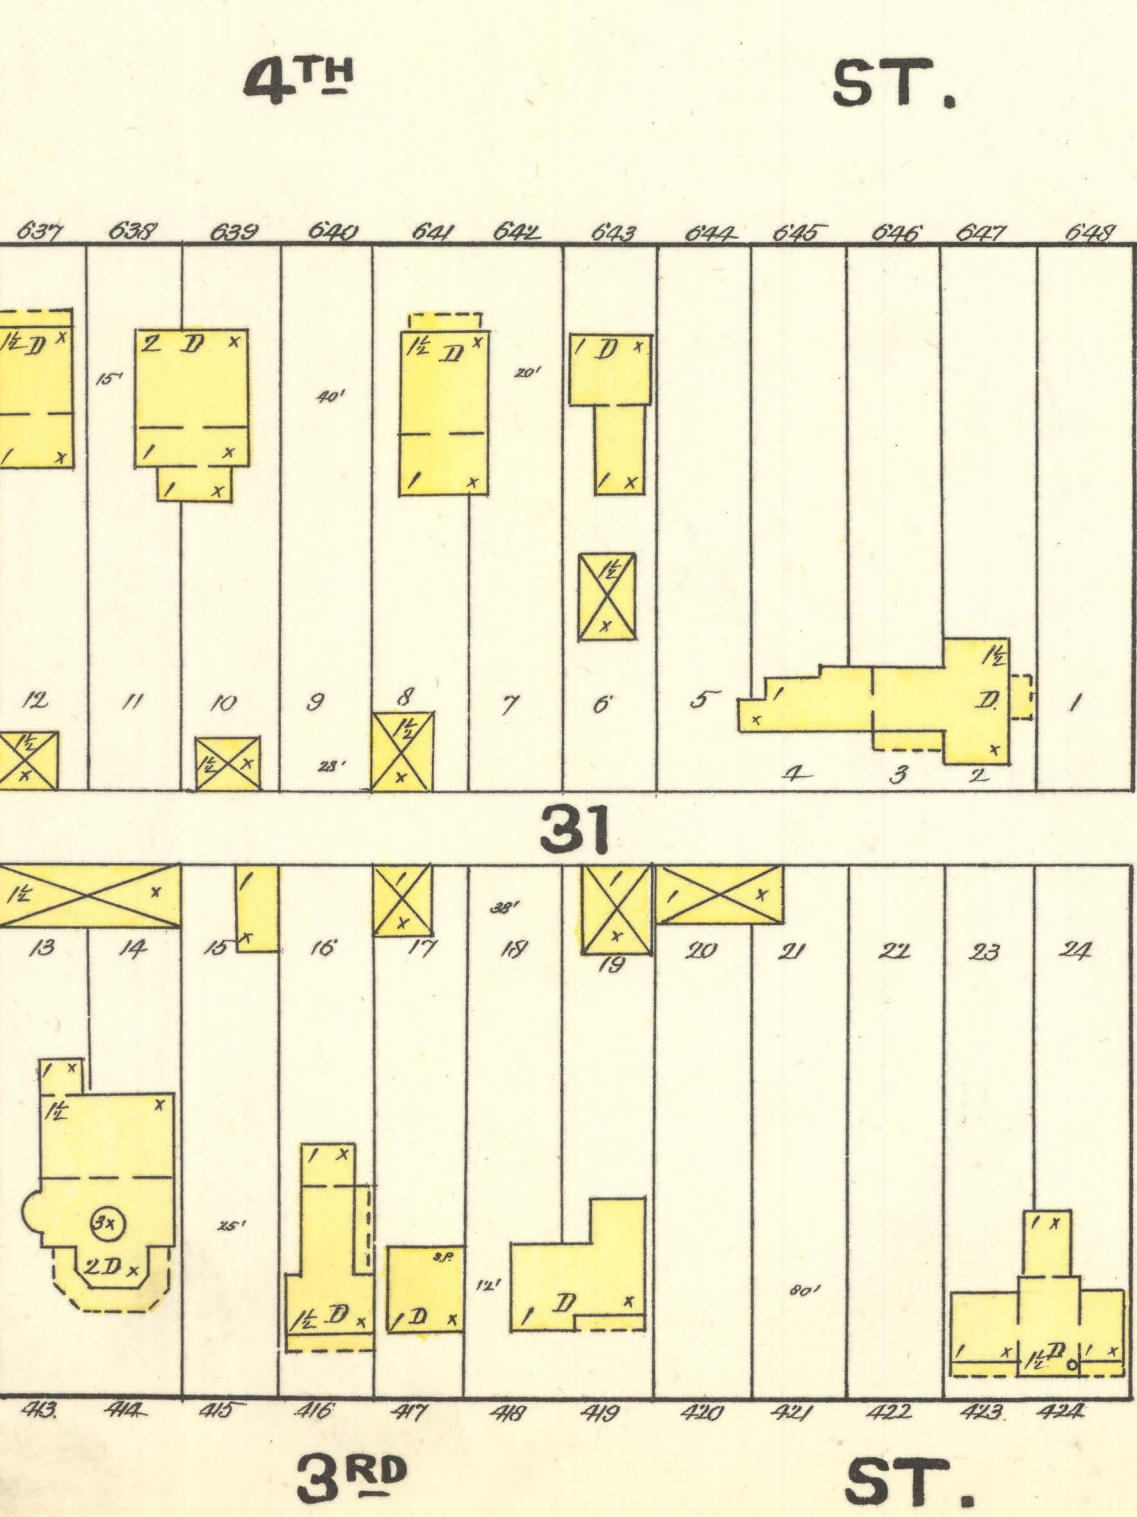 4TH ST.
637 638 639 640 641 642 643 644 645 646 647 648
1½ D x 2 D x 1½ D x 1 D x
15' 40' 20'
1 x 1 x 1 x 1 x
1 x
1½
x
1½
12 11 10 9 8 7 6 5 1 D. 1
x x
1½ 1½ x 28' 1½ 4 3 2
x x
31
1½ x 1 1 38' 1 1 x
x x x
13 14 15 16 17 18 19 20 21 22 23 24
1 x
1½ x
1 x
3x 25' 1 x
2D x S.P. 12' 80'
1½ D x 1 D x 1 D x 1 x 1½ D 1 x
413. 414 415 416 417 418 419 420 421 422 423. 424
3RD ST.